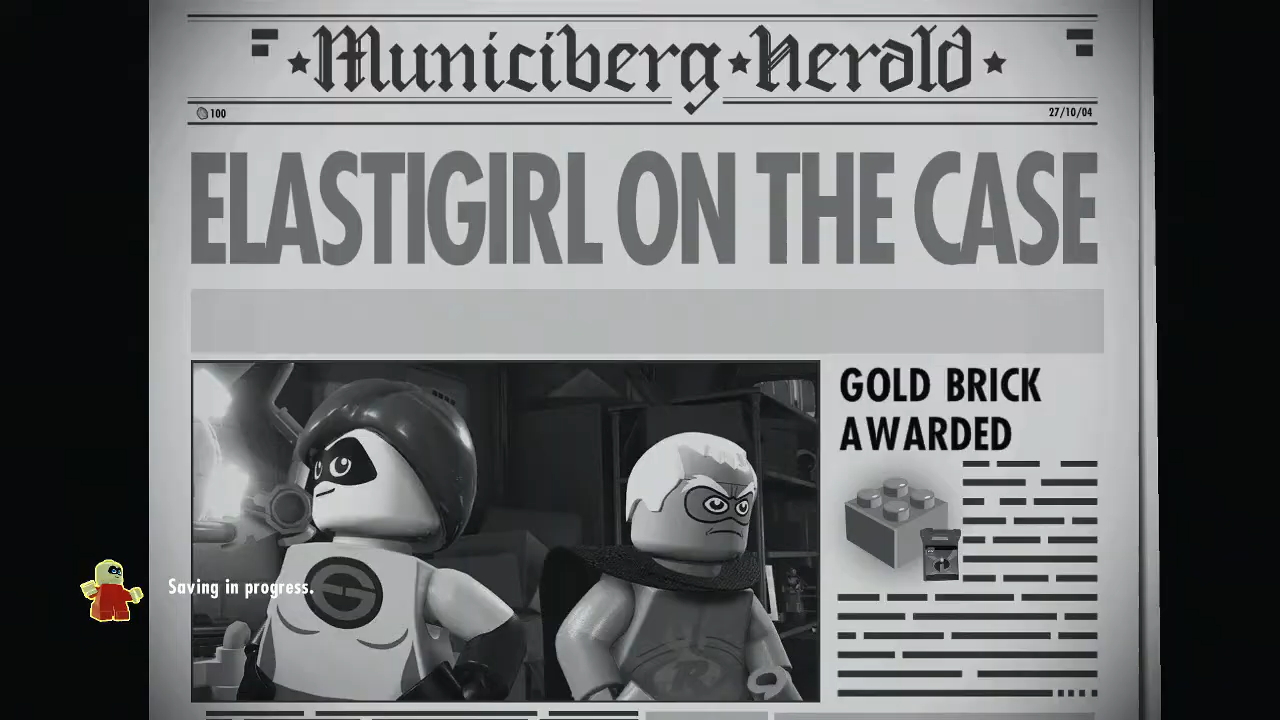 Municiberg Herald
100
27/10/04
ELASTIGIRL ON THE CASE
GOLD BRICK
AWARDED
Saving in progress.
R